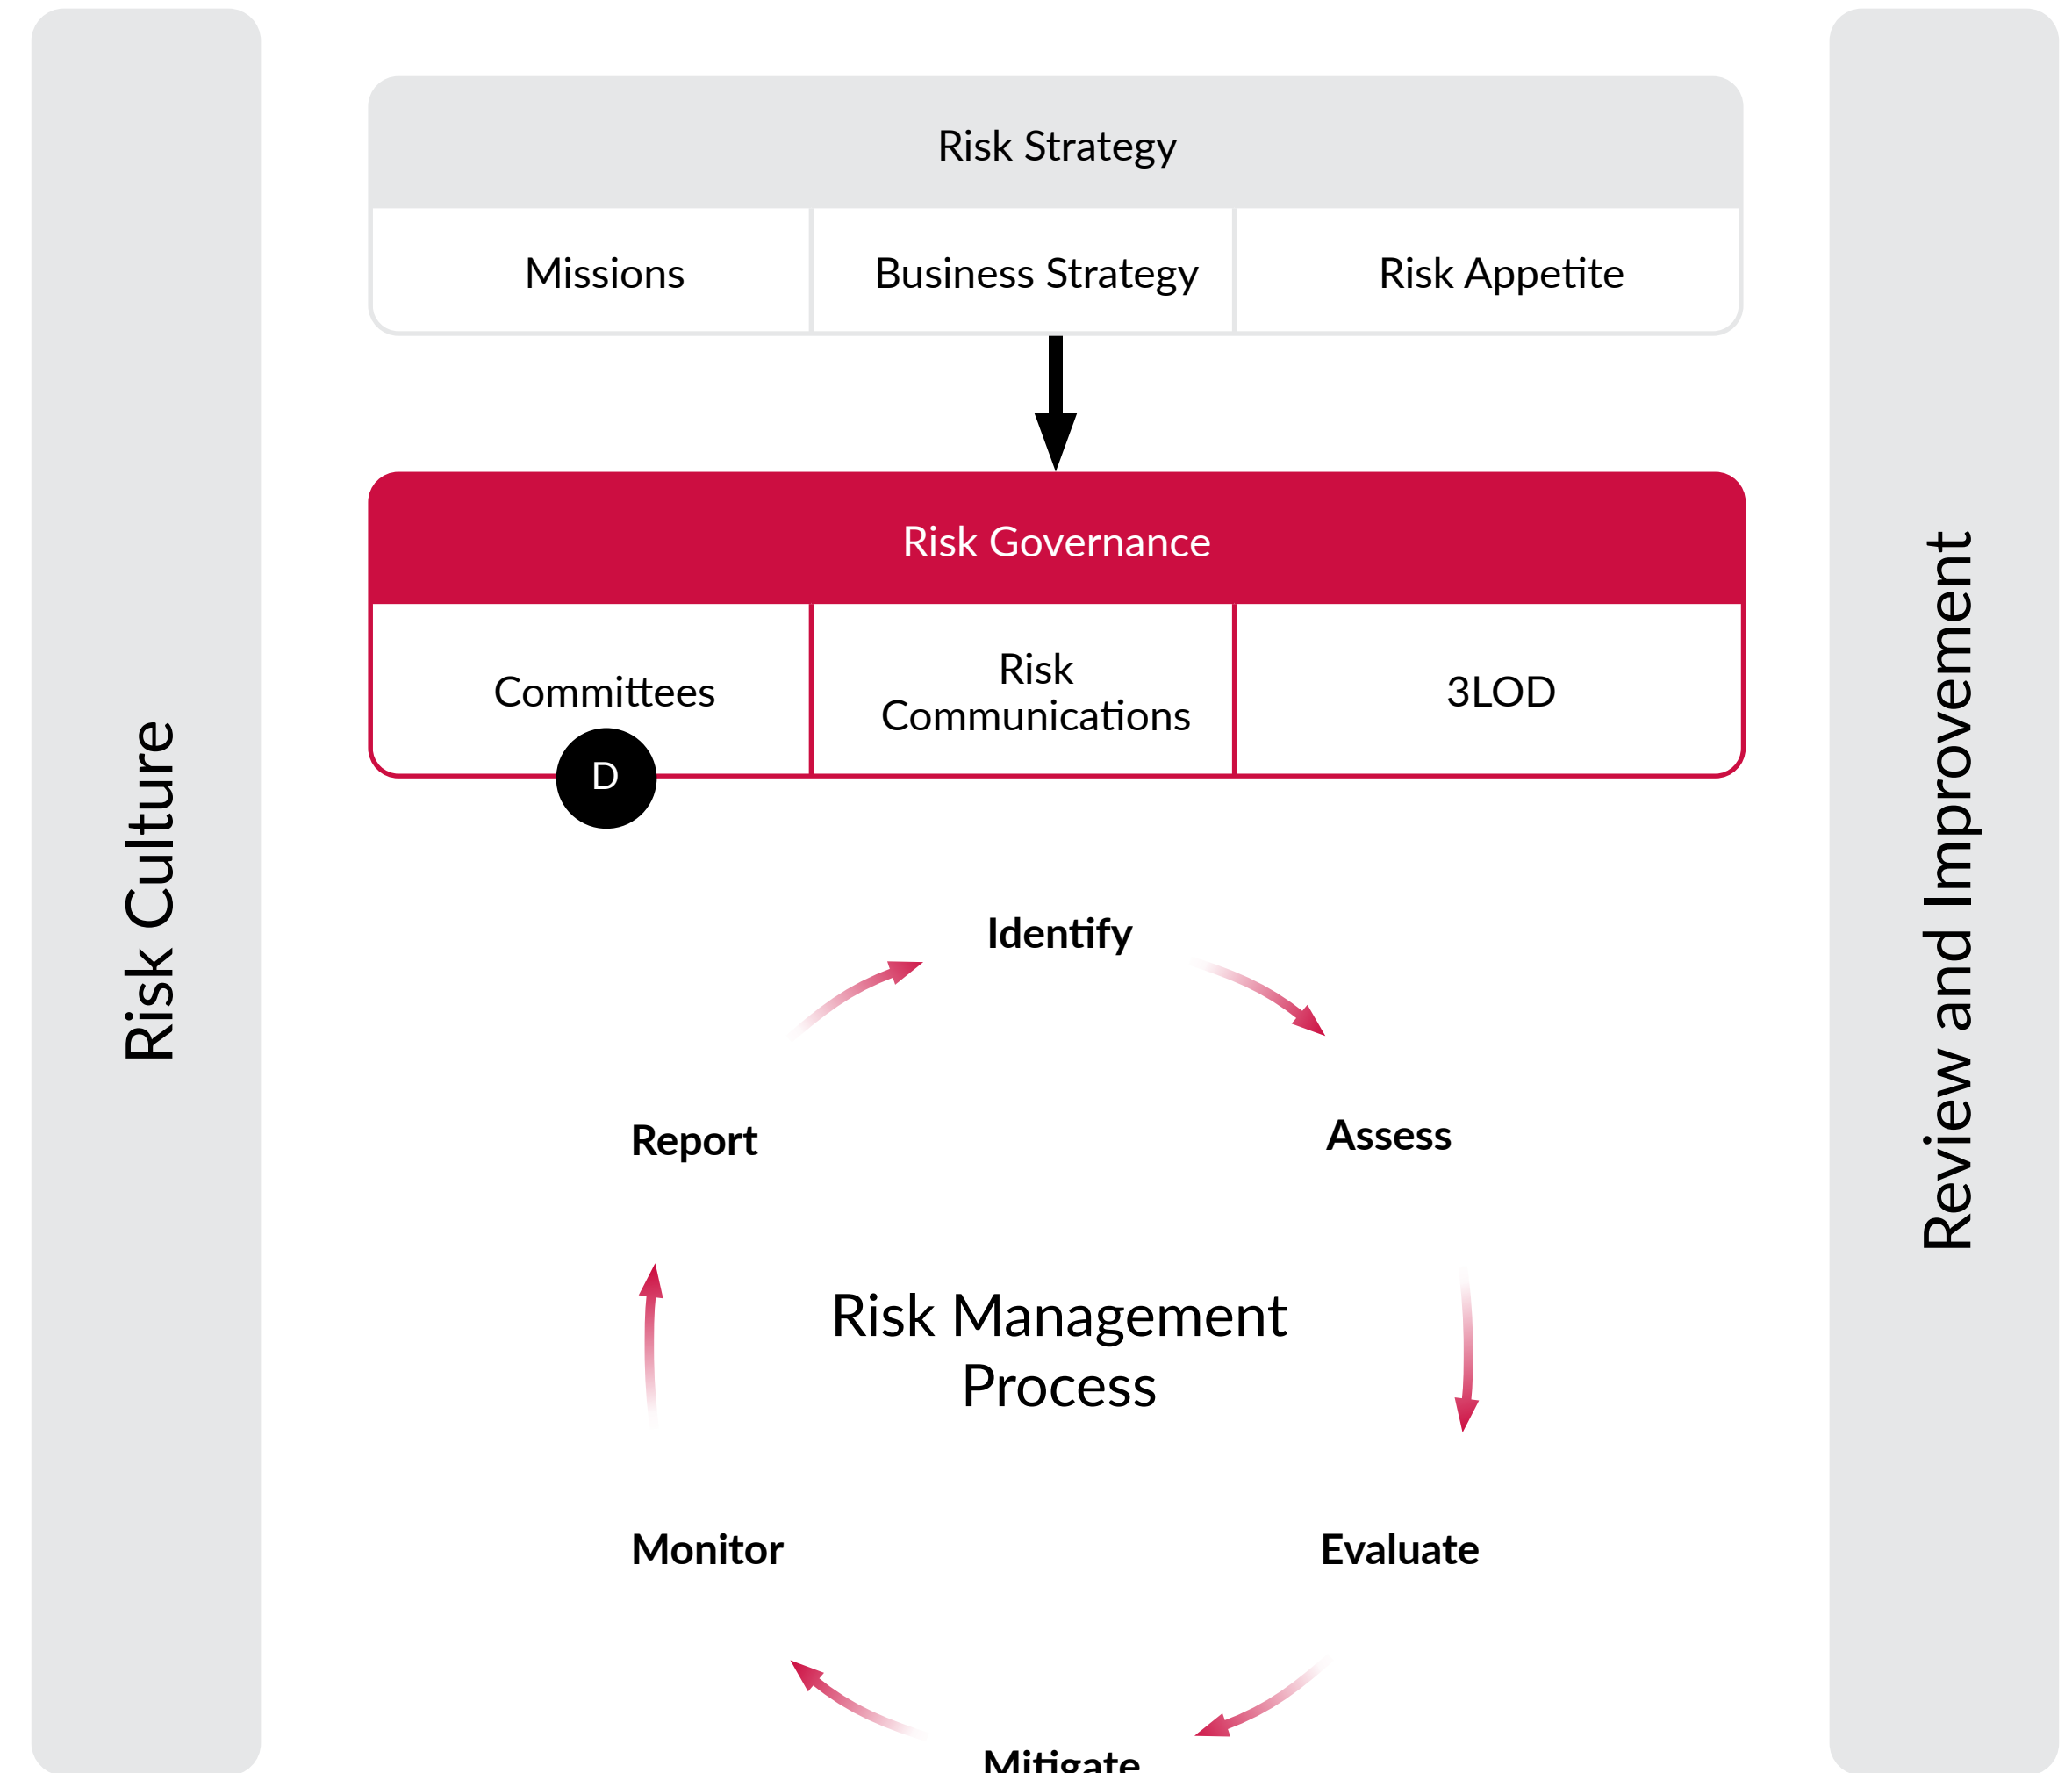 Risk Culture
Risk Strategy
Missions
Business Strategy
Risk Appetite
Risk Governance
Committees
Risk
Communications
3LOD
D
Identify
Assess
Evaluate
Mitigate
Monitor
Report
Risk Management
Process
Review and Improvement